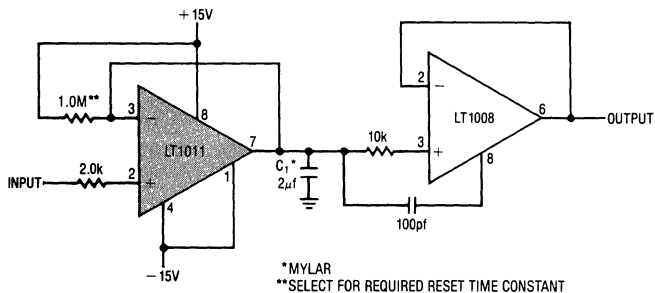 +15V
1.0M**
3
8
2
6
LT1011
7
LT1008
OUTPUT
C1*
2μf
10k
3
2.0k
INPUT
2
1
8
4
100pf
-15V
*MYLAR
**SELECT FOR REQUIRED RESET TIME CONSTANT